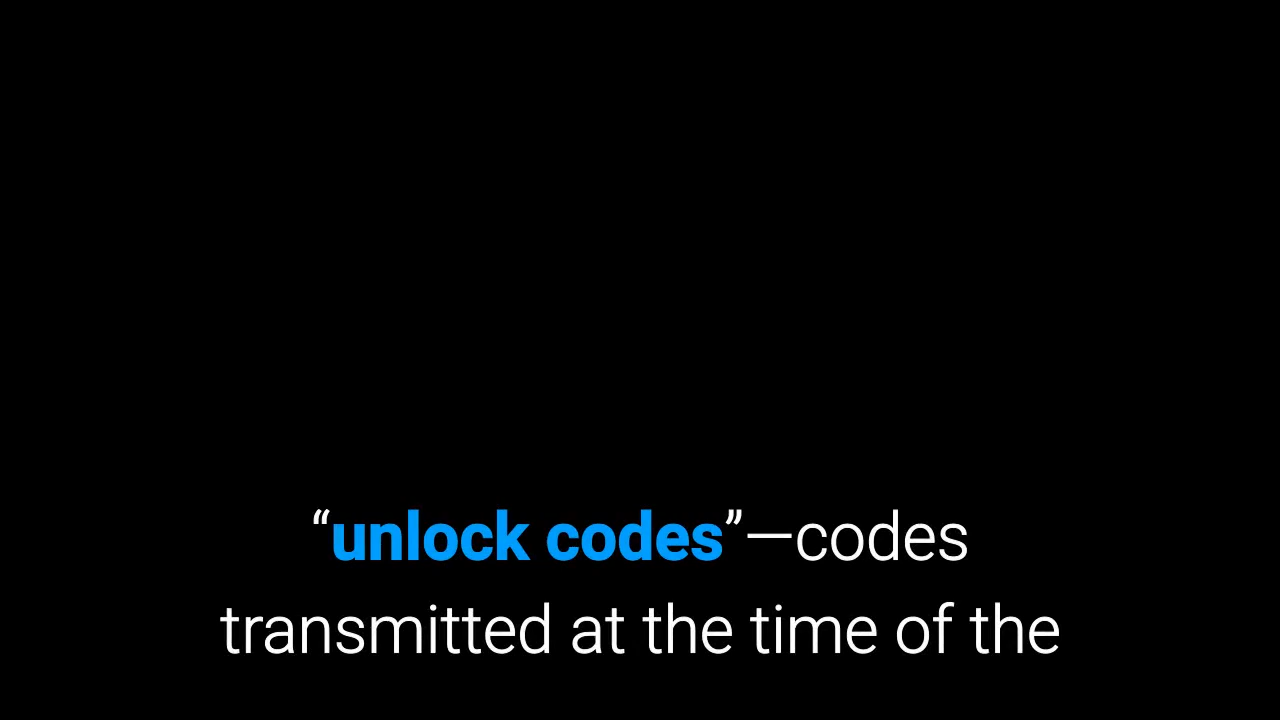 “unlock codes”—codes
transmitted at the time of the